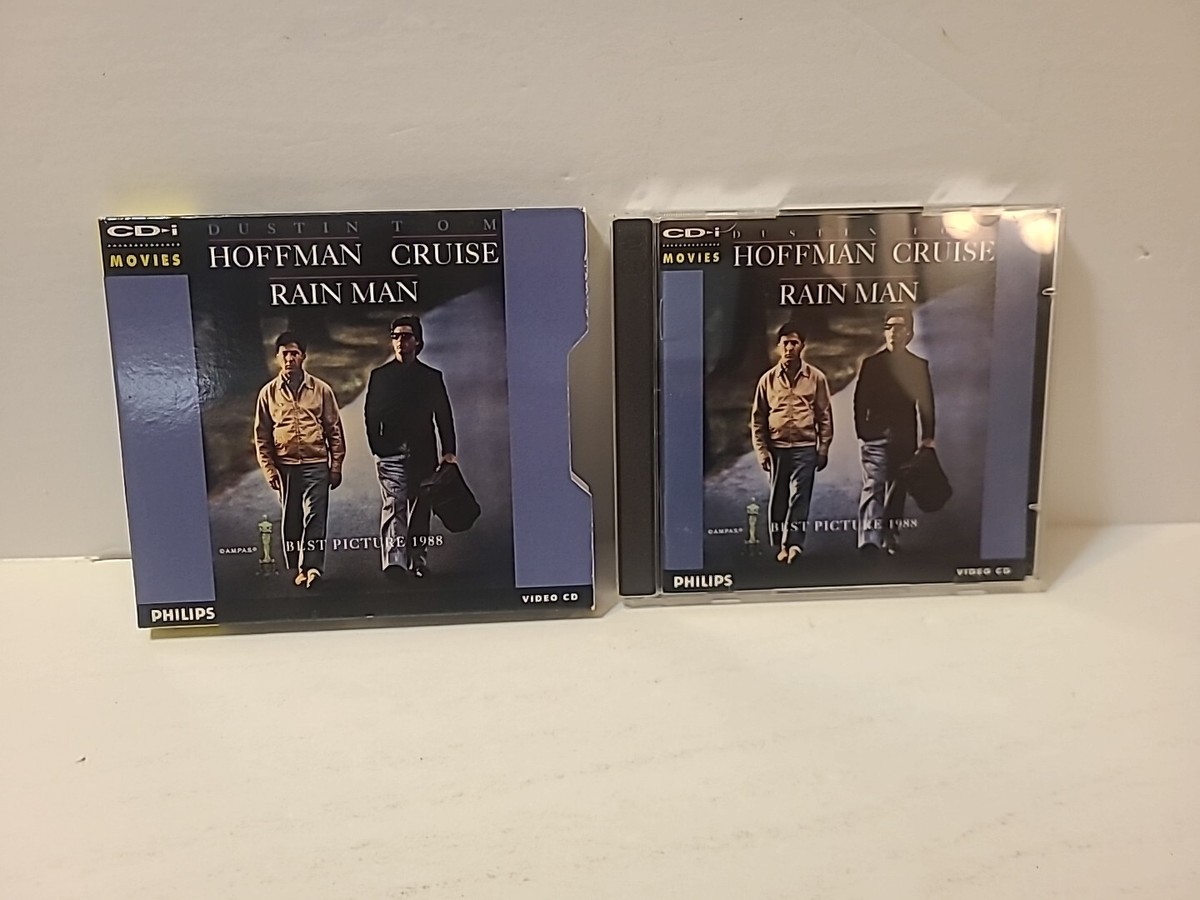 CD-i
MOVIES
DUSTIN TOM
HOFFMAN CRUISE
RAIN MAN
©A.M.P.A.S.®
BEST PICTURE 1988
PHILIPS
VIDEO CD
CD-i
MOVIES
DUSTIN
HOFFMAN CRUISE
RAIN MAN
©A.M.P.A.S.®
BEST PICTURE 1988
PHILIPS
VIDEO CD